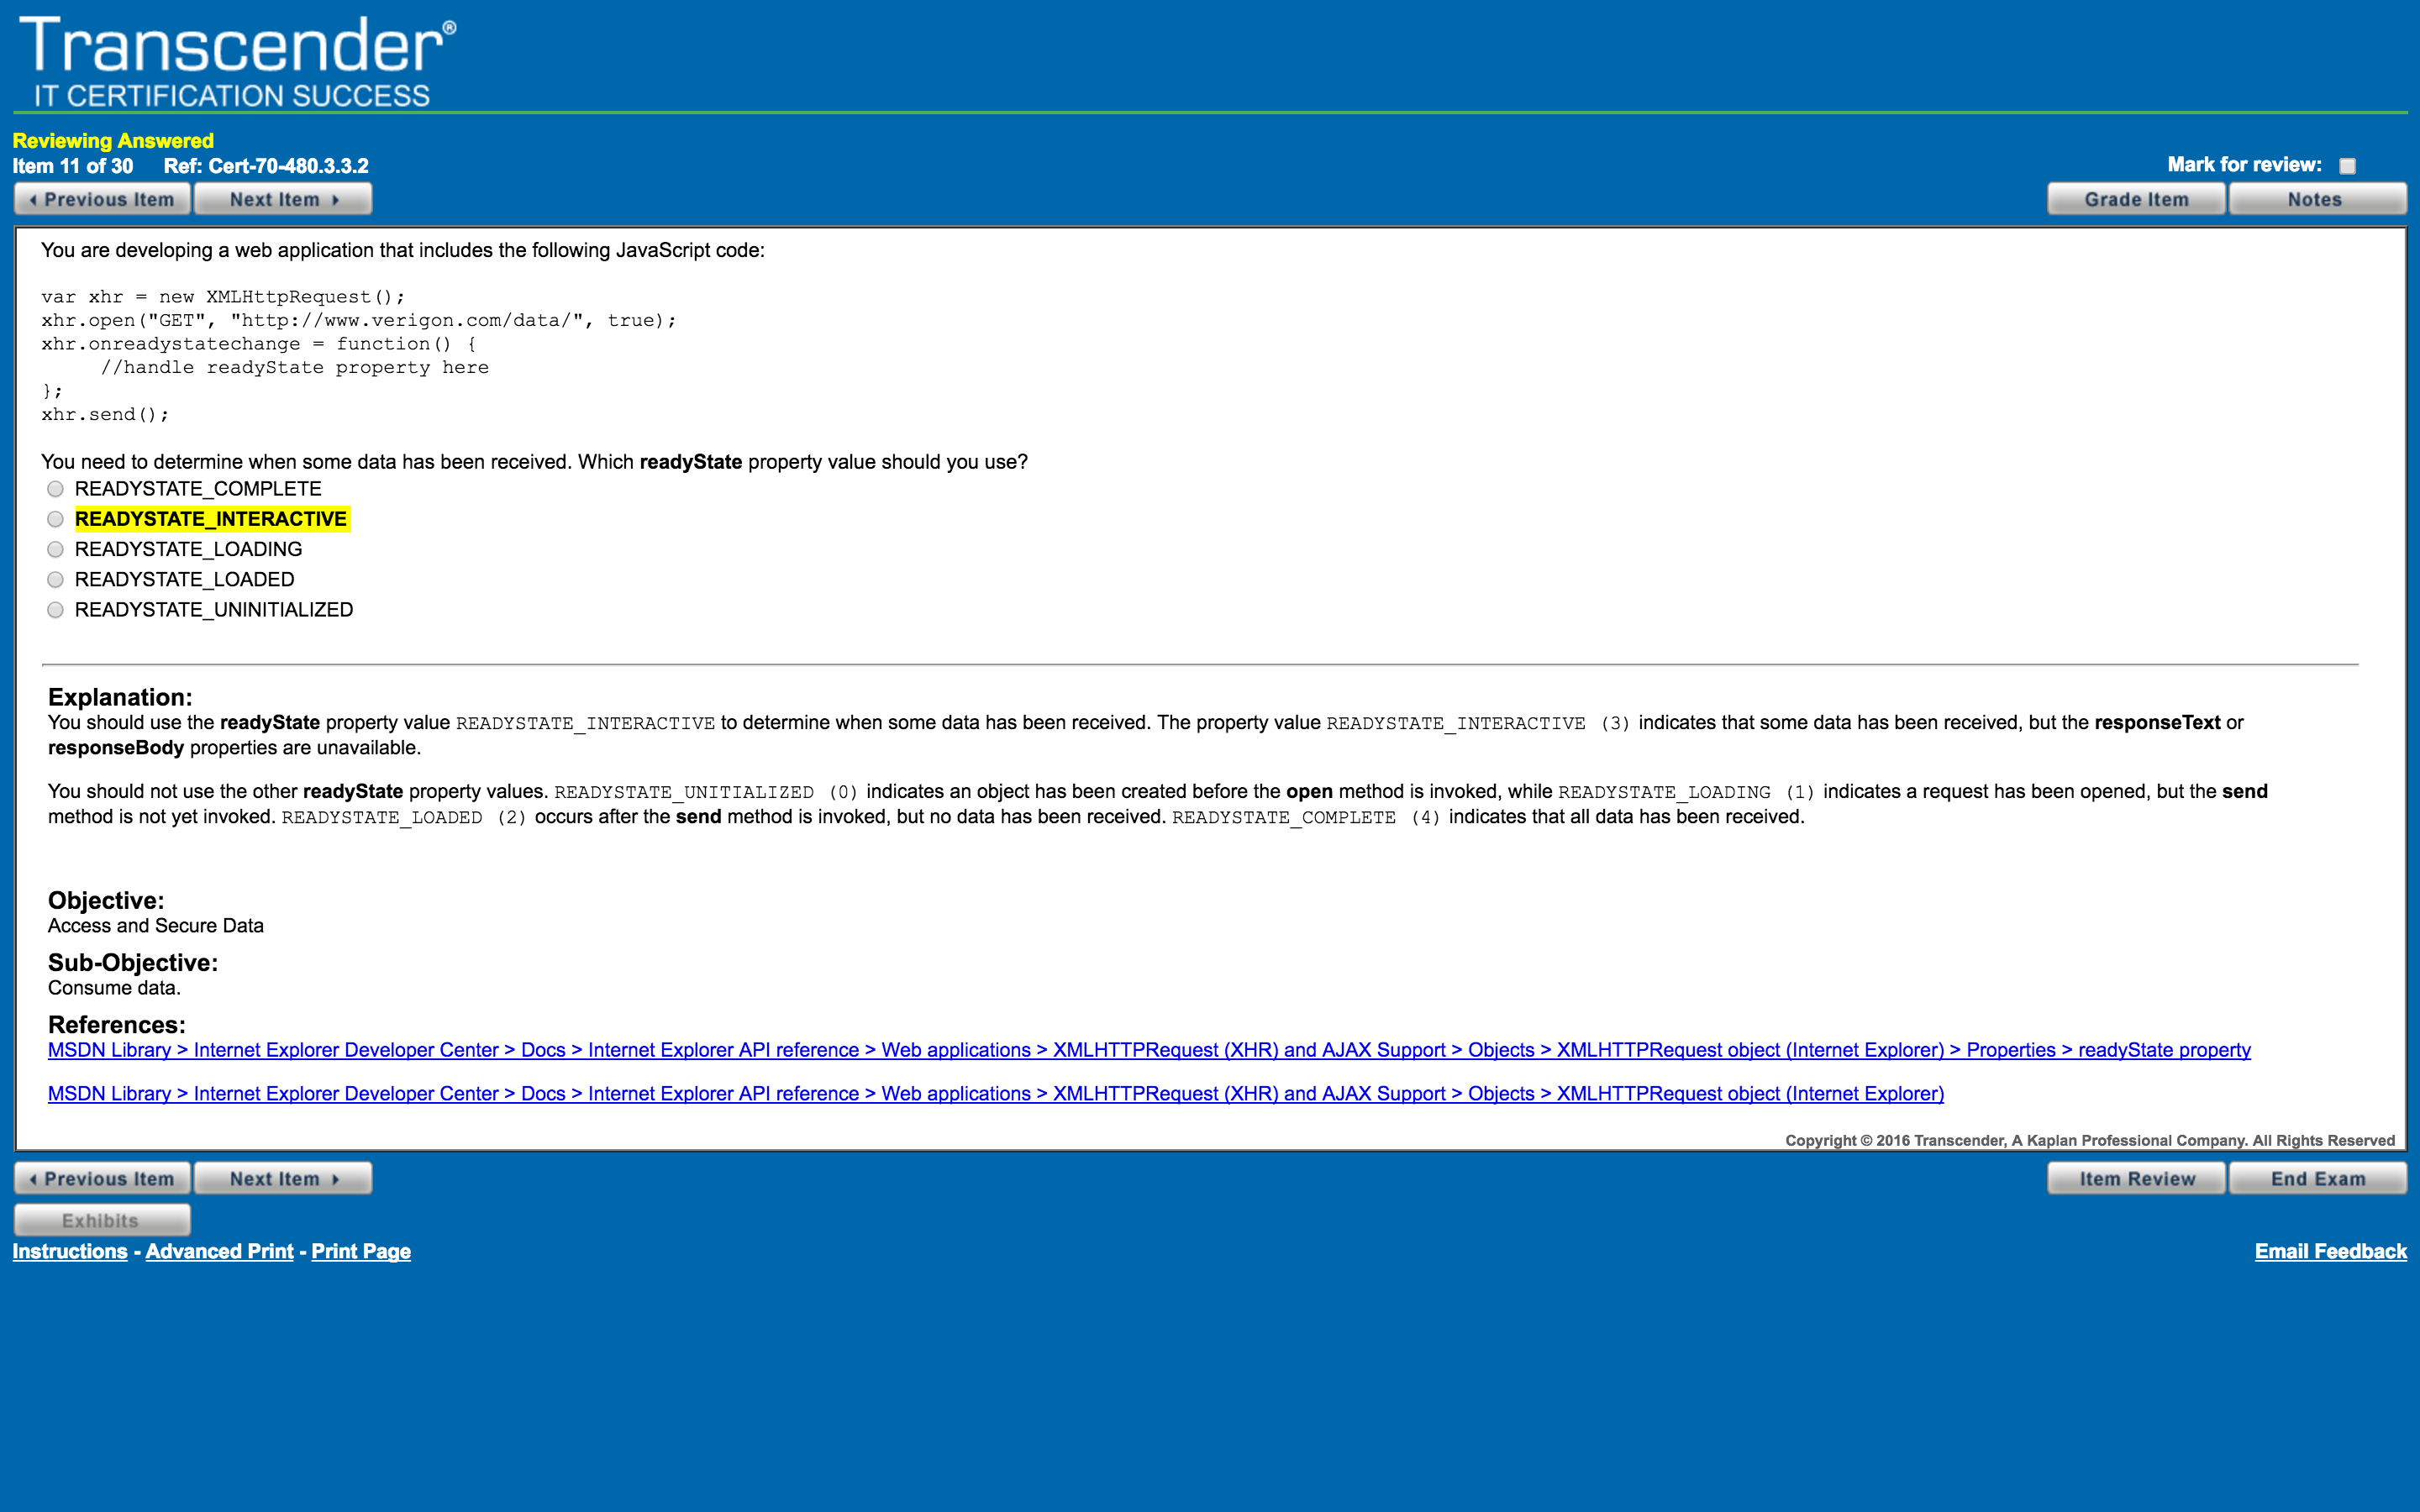 Transcender®
IT CERTIFICATION SUCCESS
Reviewing Answered
Item 11 of 30 Ref: Cert-70-480.3.3.2
Mark for review:
Previous Item Next Item Grade Item Notes
You are developing a web application that includes the following JavaScript code:
var xhr = new XMLHttpRequest();
xhr.open("GET", "http://www.verigon.com/data/", true);
xhr.onreadystatechange = function() {
//handle readyState property here
};
xhr.send();
You need to determine when some data has been received. Which readyState property value should you use?
READYSTATE_COMPLETE
READYSTATE_INTERACTIVE
READYSTATE_LOADING
READYSTATE_LOADED
READYSTATE_UNINITIALIZED
Explanation:
You should use the readyState property value READYSTATE_INTERACTIVE to determine when some data has been received. The property value READYSTATE_INTERACTIVE (3) indicates that some data has been received, but the responseText or
responseBody properties are unavailable.
You should not use the other readyState property values. READYSTATE_UNITIALIZED (0) indicates an object has been created before the open method is invoked, while READYSTATE_LOADING (1) indicates a request has been opened, but the send
method is not yet invoked. READYSTATE_LOADED (2) occurs after the send method is invoked, but no data has been received. READYSTATE_COMPLETE (4) indicates that all data has been received.
Objective:
Access and Secure Data
Sub-Objective:
Consume data.
References:
MSDN Library > Internet Explorer Developer Center > Docs > Internet Explorer API reference > Web applications > XMLHTTPRequest (XHR) and AJAX Support > Objects > XMLHTTPRequest object (Internet Explorer) > Properties > readyState property
MSDN Library > Internet Explorer Developer Center > Docs > Internet Explorer API reference > Web applications > XMLHTTPRequest (XHR) and AJAX Support > Objects > XMLHTTPRequest object (Internet Explorer)
Copyright © 2016 Transcender, A Kaplan Professional Company. All Rights Reserved
Previous Item Next Item Item Review End Exam
Exhibits
Instructions - Advanced Print - Print Page Email Feedback